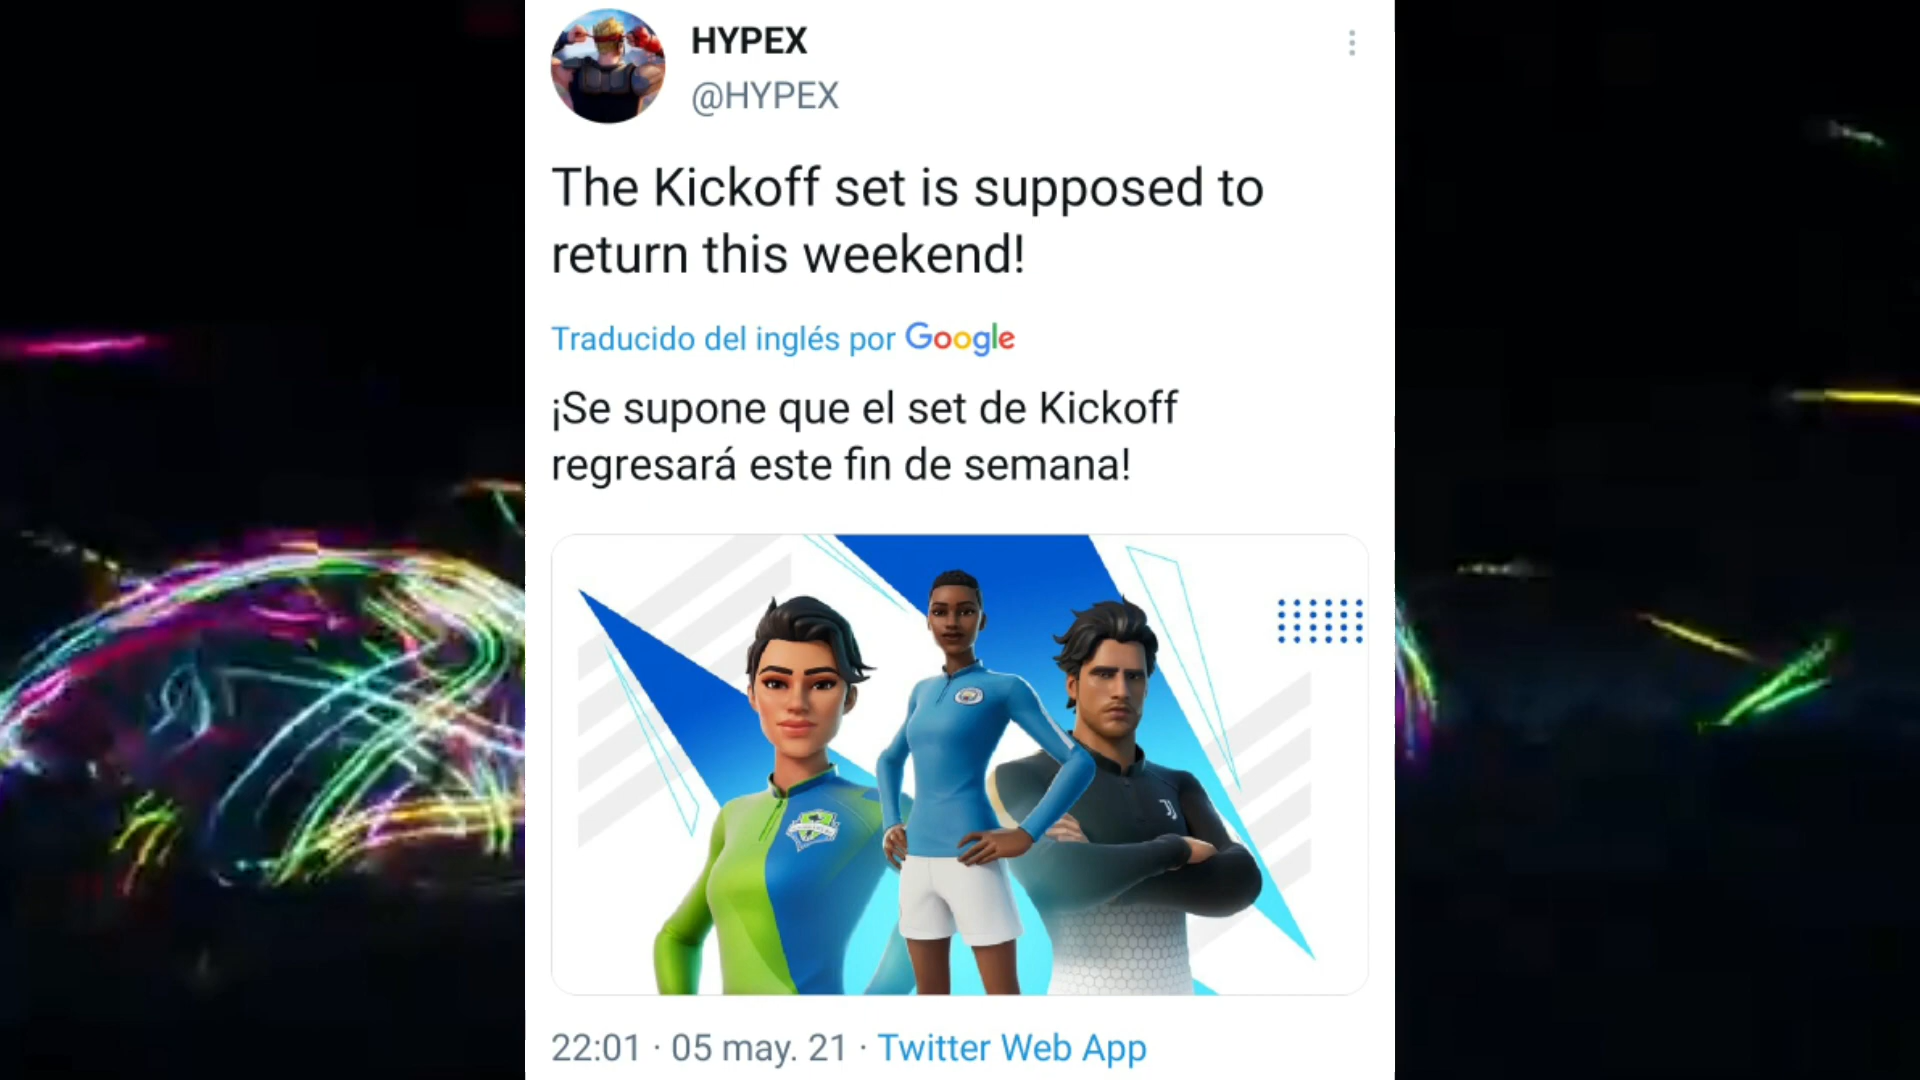 HYPEX
@HYPEX
The Kickoff set is supposed to
return this weekend!
Traducido del inglés por Google
¡Se supone que el set de Kickoff
regresará este fin de semana!
22:01 · 05 may. 21 · Twitter Web App